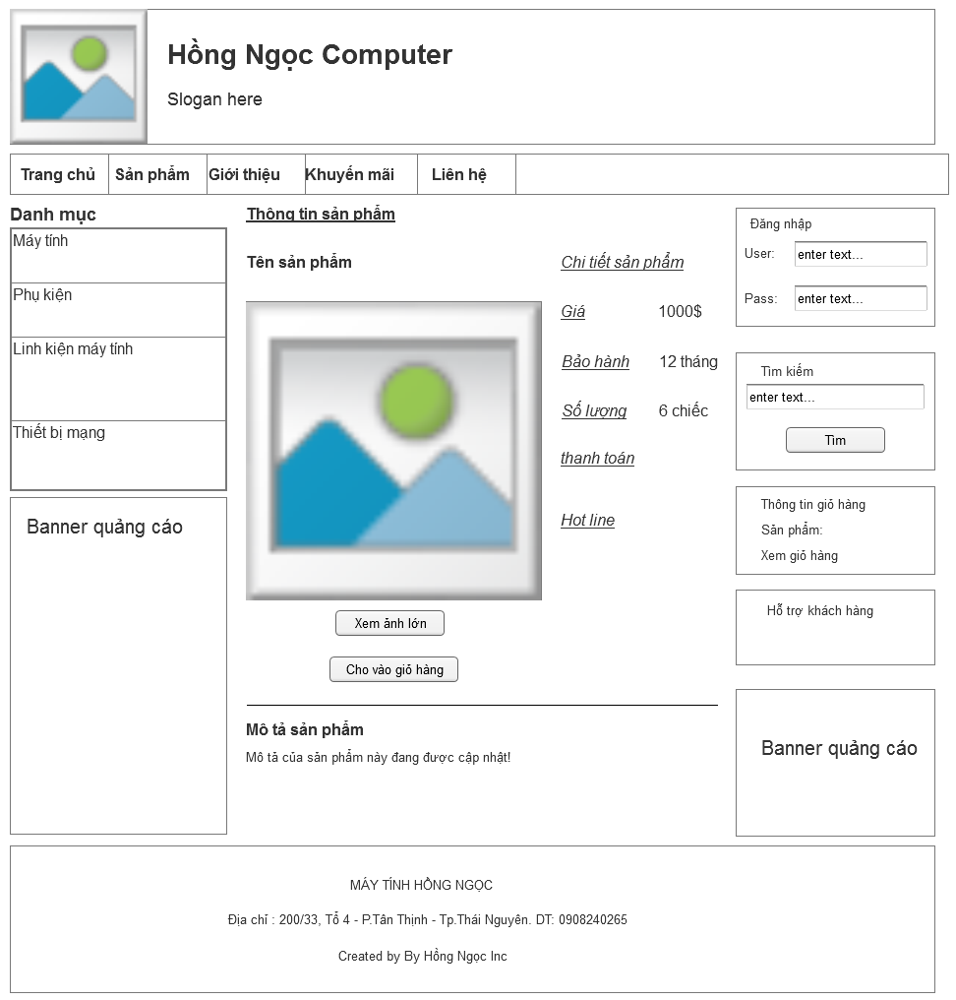 Hồng Ngọc Computer
Slogan here
Trang chủ Sản phẩm Giới thiệu Khuyến mãi Liên hệ
Danh mục
Máy tính
Phụ kiện
Linh kiện máy tính
Thiết bị mạng
Banner quảng cáo
Thông tin sản phẩm
Tên sản phẩm
Chi tiết sản phẩm
Giá 1000$
Bảo hành 12 tháng
Số lượng 6 chiếc
thanh toán
Hot line
Xem ảnh lớn
Cho vào giỏ hàng
Mô tả sản phẩm
Mô tả của sản phẩm này đang được cập nhật!
Đăng nhập
User: enter text...
Pass: enter text...
Tìm kiếm
enter text...
Tìm
Thông tin giỏ hàng
Sản phẩm:
Xem giỏ hàng
Hỗ trợ khách hàng
Banner quảng cáo
MÁY TÍNH HỒNG NGỌC
Địa chỉ : 200/33, Tổ 4 - P.Tân Thịnh - Tp.Thái Nguyên. DT: 0908240265
Created by By Hồng Ngọc Inc